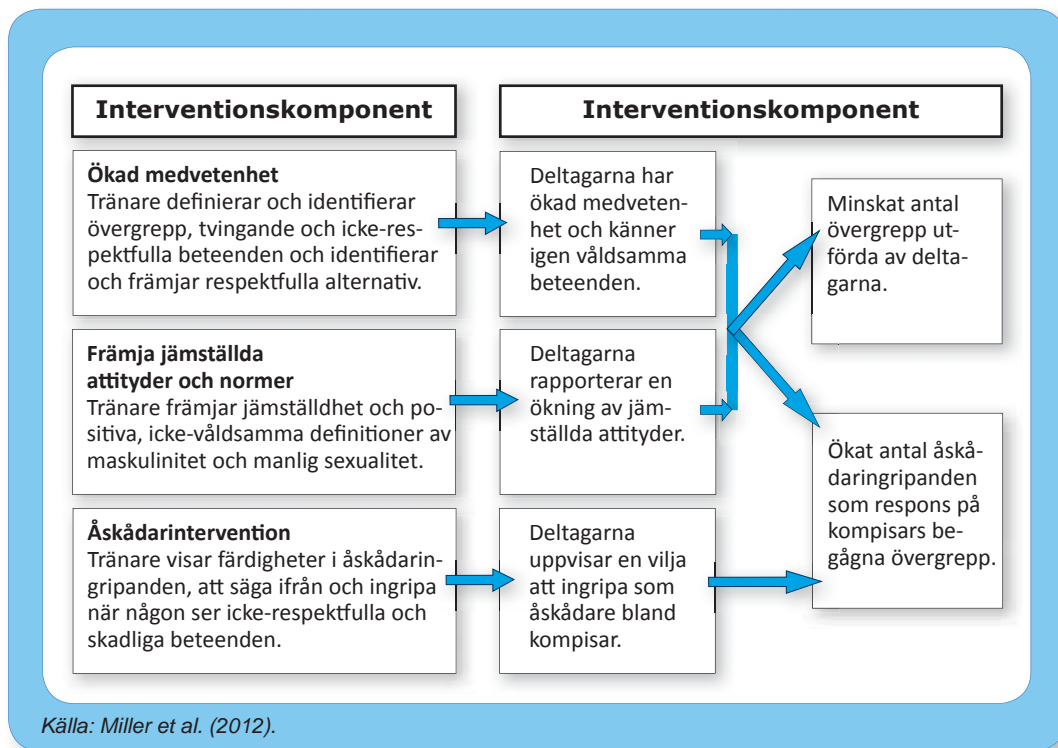 Interventionskomponent
Interventionskomponent
Ökad medvetenhet
Tränare definierar och identifierar
övergrepp, tvingande och icke-res-
pektfulla beteenden och identifierar
och främjar respektfulla alternativ.
Deltagarna har
ökad medveten-
het och känner
igen våldsamma
beteenden.
Minskat antal
övergrepp ut-
förda av delta-
garna.
Främja jämställda
attityder och normer
Tränare främjar jämställdhet och po-
sitiva, icke-våldsamma definitioner av
maskulinitet och manlig sexualitet.
Deltagarna
rapporterar en
ökning av jäm-
ställda attityder.
Ökat antal åskå-
daringripanden
som respons på
kompisars be-
gågna övergrepp.
Åskådarintervention
Tränare visar färdigheter i åskådarin-
gripanden, att säga ifrån och ingripa
när någon ser icke-respektfulla och
skadliga beteenden.
Deltagarna
uppvisar en vilja
att ingripa som
åskådare bland
kompisar.
Källa: Miller et al. (2012).